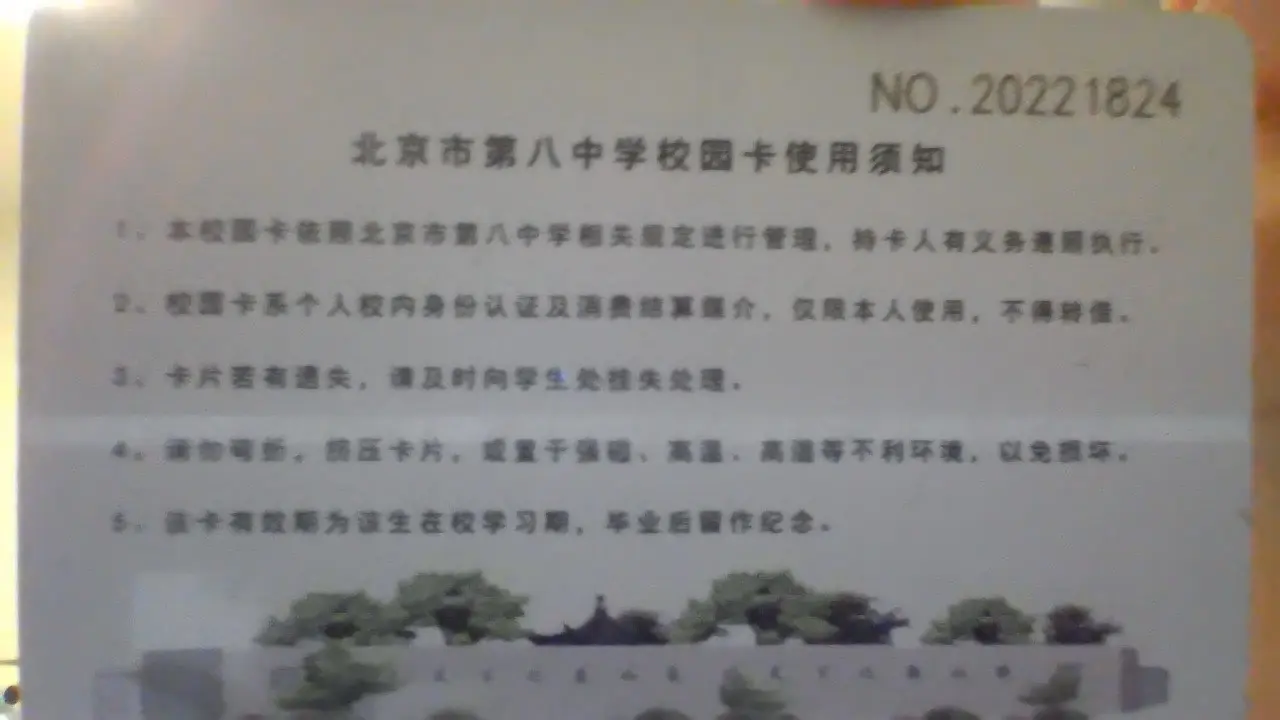 NO.20221824
北京市第八中学校园卡使用须知
1、本校园卡依照北京市第八中学相关规定进行管理，持卡人有义务遵照执行。
2、校园卡系个人校内身份认证及消费结算媒介，仅限本人使用，不得转借。
3、卡片若有遗失，请及时向学生处挂失处理。
4、请勿弯折、挤压卡片，或置于强磁、高温、高湿等不利环境，以免损坏。
5、该卡有效期为该生在校学习期，毕业后留作纪念。